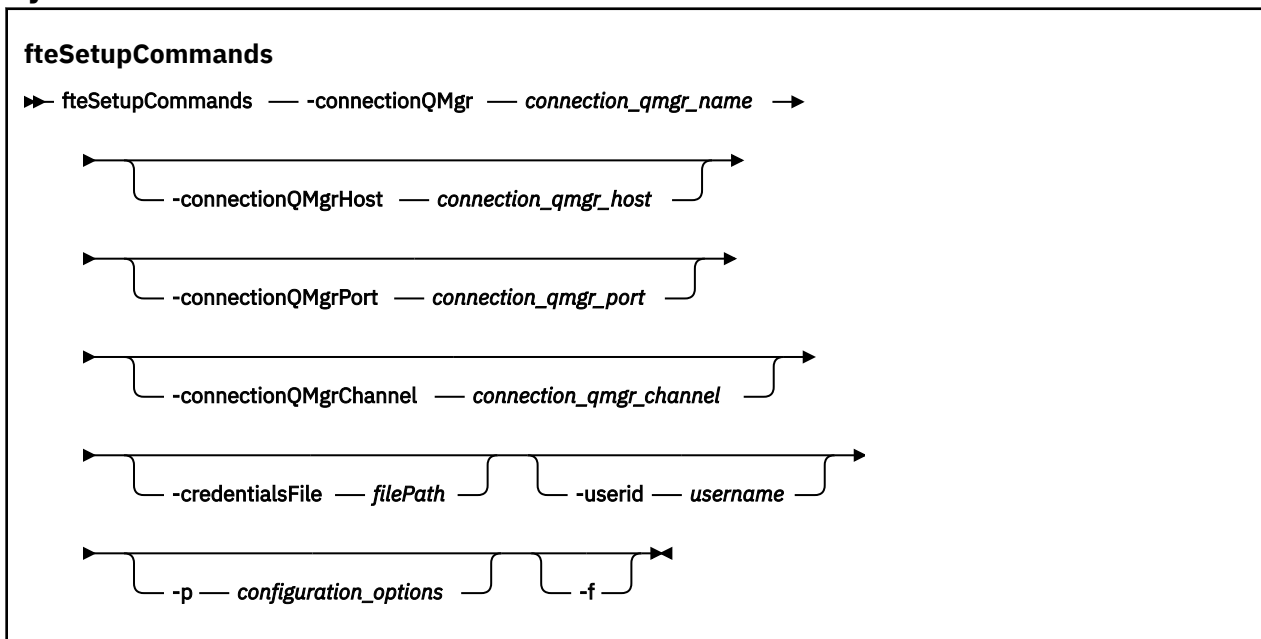 fteSetupCommands
fteSetupCommands -connectionQMgr connection_qmgr_name
-connectionQMgrHost connection_qmgr_host
-connectionQMgrPort connection_qmgr_port
-connectionQMgrChannel connection_qmgr_channel
-credentialsFile filePath -userid username
-p configuration_options -f